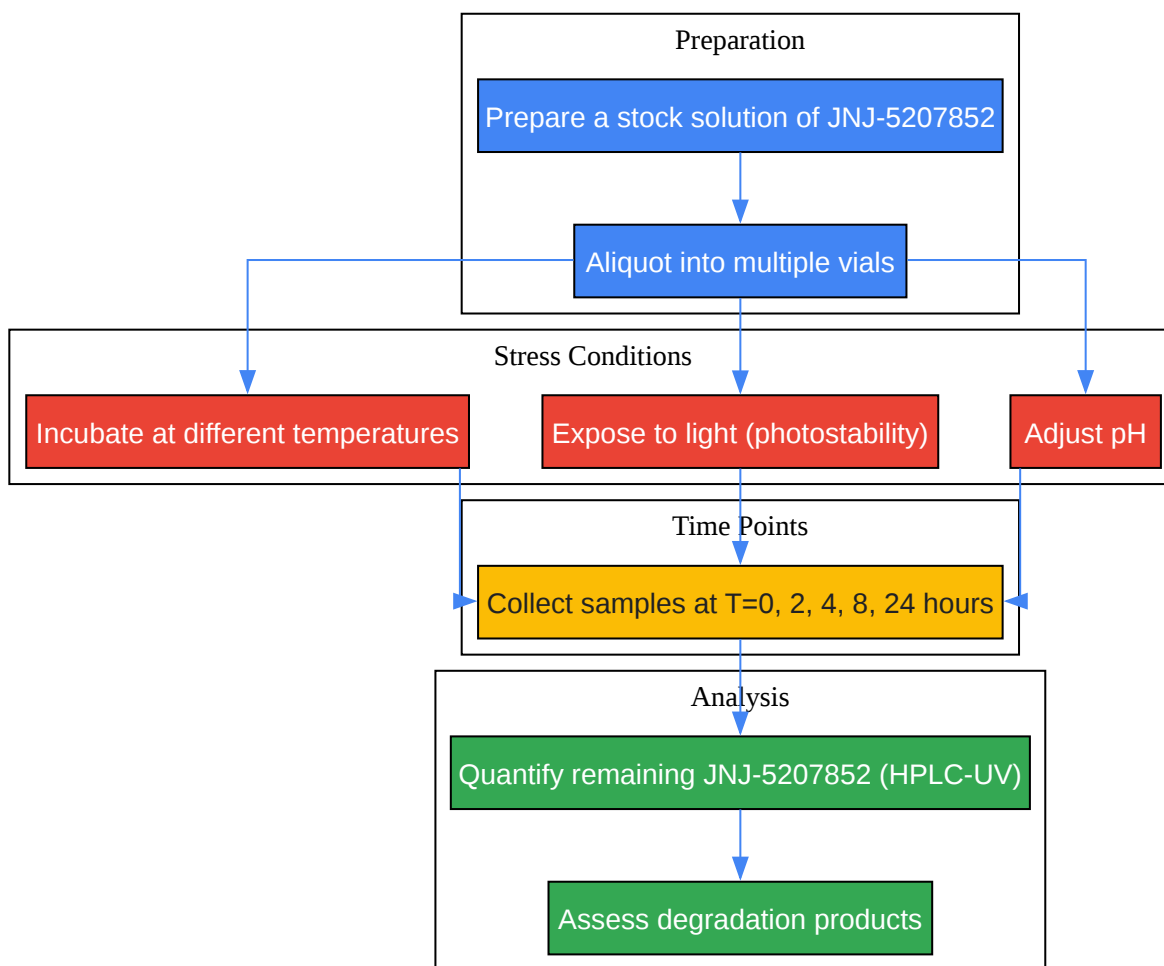 Preparation
Prepare a stock solution of JNJ-5207852
Aliquot into multiple vials
Stress Conditions
Incubate at different temperatures
Expose to light (photostability)
Adjust pH
Time Points
Collect samples at T=0, 2, 4, 8, 24 hours
Analysis
Quantify remaining JNJ-5207852 (HPLC-UV)
Assess degradation products